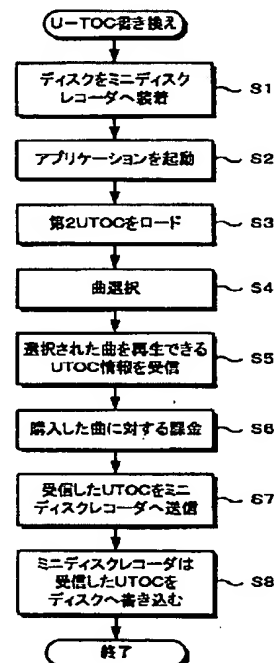 U-TOC書き換え
ディスクをミニディスク
レコーダへ装着
S1
アプリケーションを起動
S2
第2UTOCをロード
S3
曲選択
S4
選択された曲を再生できる
UTOC情報を受信
S5
購入した曲に対する課金
S6
受信したUTOCをミニ
ディスクレコーダへ送信
S7
ミニディスクレコーダは
受信したUTOCを
ディスクへ書き込む
S8
終了